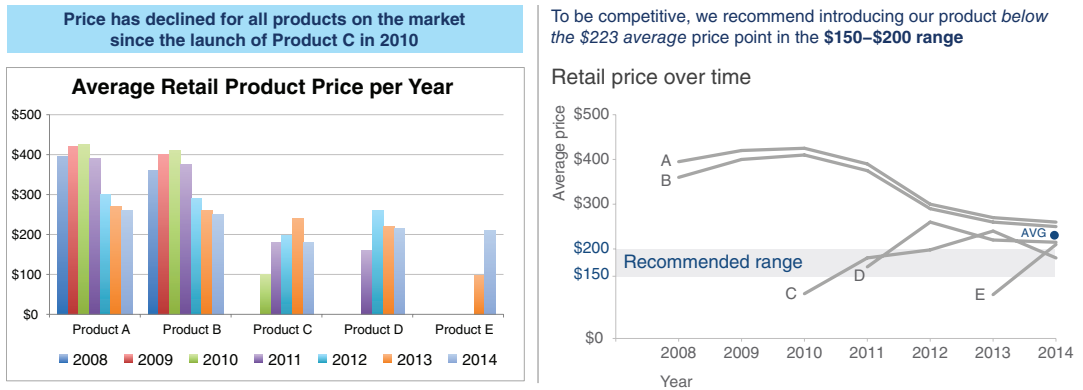 Price has declined for all products on the market
since the launch of Product C in 2010
Average Retail Product Price per Year
$500
$400
$300
$200
$100
$0
Product A Product B Product C Product D Product E
2008 2009 2010 2011 2012 2013 2014
To be competitive, we recommend introducing our product below
the $223 average price point in the $150–$200 range
Retail price over time
Average price
$500
$400
$300
$200
$150
$0
A
B
C
D
E
AVG
Recommended range
2008 2009 2010 2011 2012 2013 2014
Year